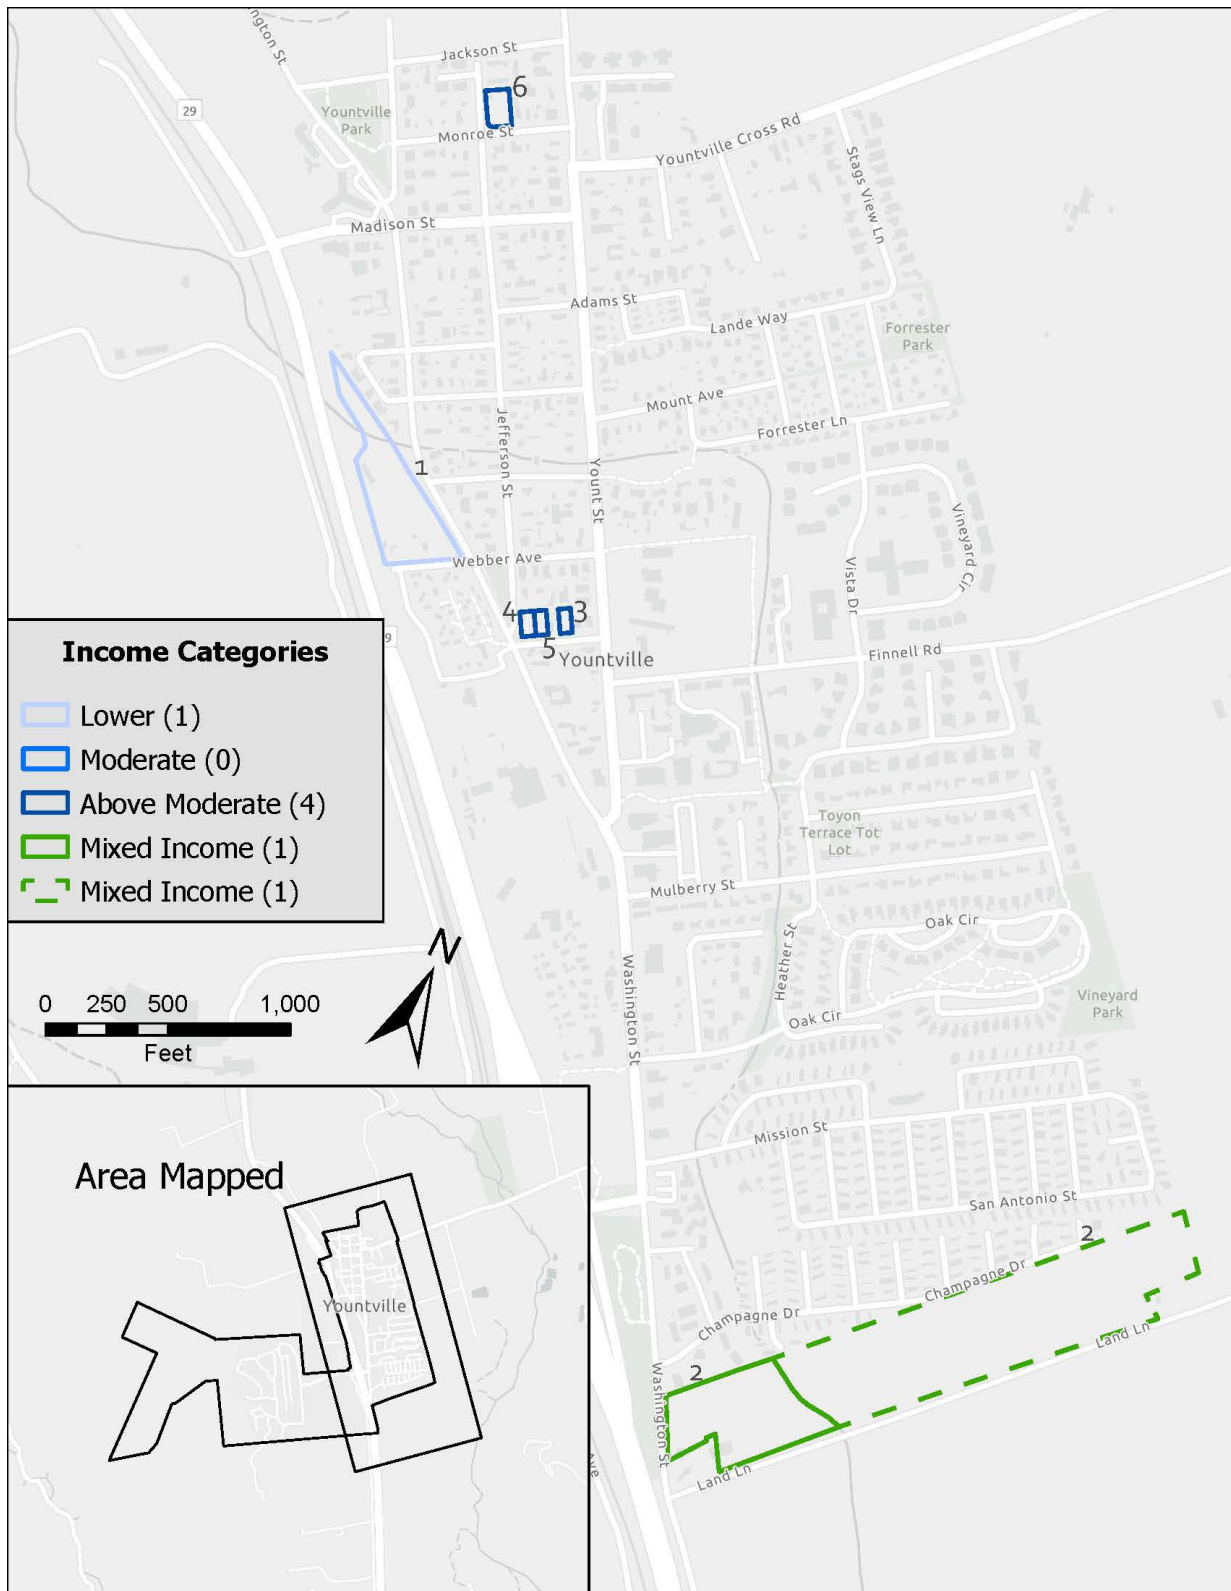 ngton St
Jackson St
6
29
Yountville
Park
Monroe St
Yountville Cross Rd
Stags View Ln
Madison St
Adams St
Lande Way
Forrester
Park
Mount Ave
Forrester Ln
Jefferson St
1
Yount St
Vineyard Cir
Webber Ave
Vista Dr
4
3
5
Yountville
Finnell Rd
9
Income Categories
Lower (1)
Moderate (0)
Above Moderate (4)
Mixed Income (1)
Mixed Income (1)
Toyon
Terrace Tot
Lot
Mulberry St
Oak Cir
Heather St
N
Washington St
Vineyard
Park
Oak Cir
0 250 500 1,000
Feet
Mission St
San Antonio St
2
Champagne Dr
Champagne Dr
Land Ln
2
Washington St
Land Ln
Ave
Area Mapped
Yountville